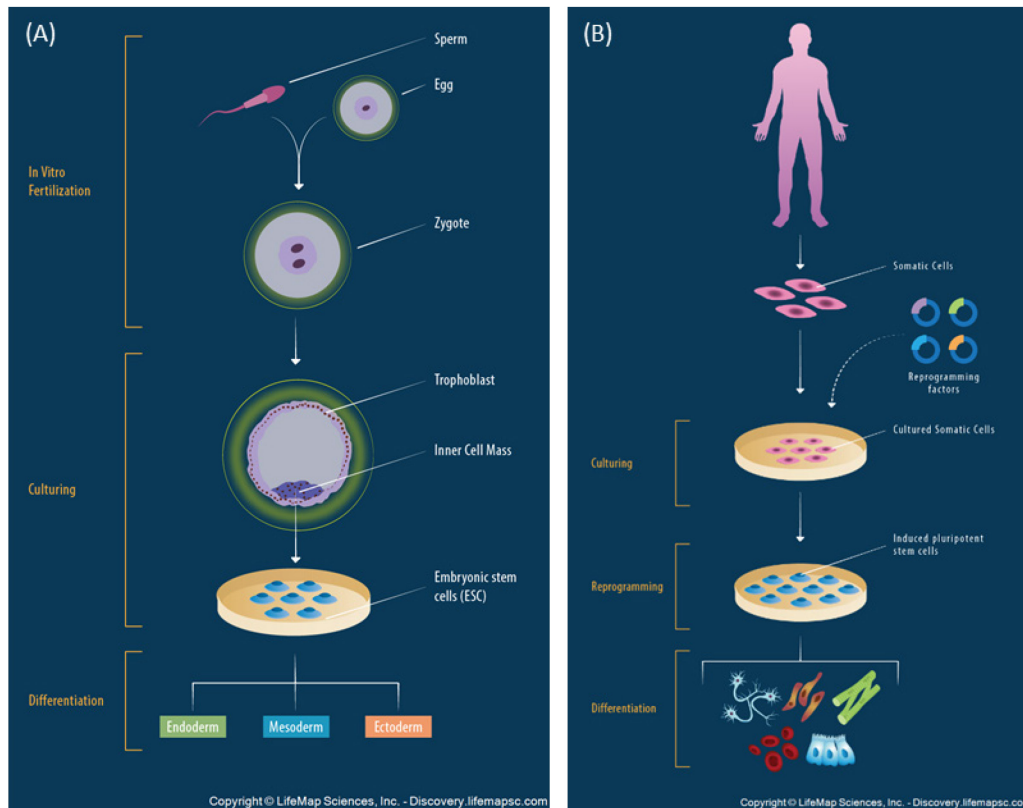 (A)
Sperm
Egg
In Vitro
Fertilization
Zygote
Trophoblast
Inner Cell Mass
Culturing
Embryonic stem
cells (ESC)
Differentiation
Endoderm
Mesoderm
Ectoderm
Copyright © LifeMap Sciences, Inc. - Discovery.lifemapsc.com
(B)
Somatic Cells
Reprogramming
factors
Cultured Somatic Cells
Culturing
Induced pluripotent
stem cells
Reprogramming
Differentiation
Copyright © LifeMap Sciences, Inc. - Discovery.lifemapsc.com